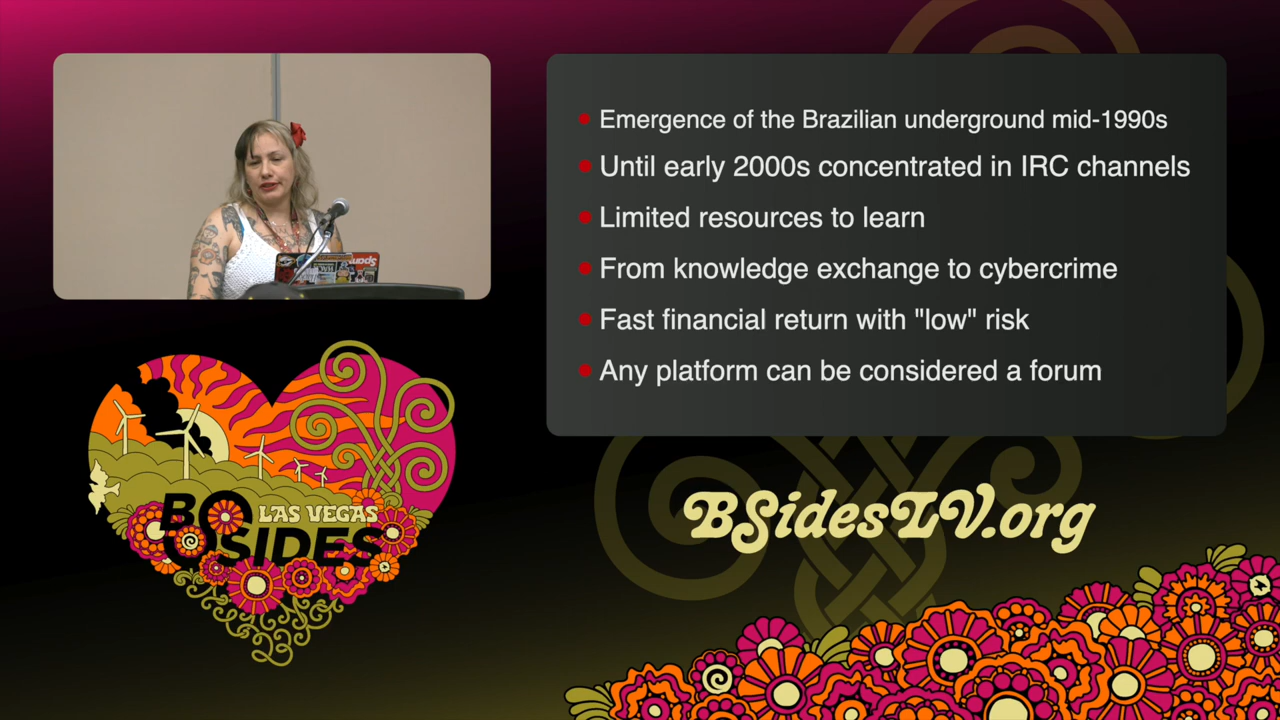 Emergence of the Brazilian underground mid-1990s
Until early 2000s concentrated in IRC channels
Limited resources to learn
From knowledge exchange to cybercrime
Fast financial return with "low" risk
Any platform can be considered a forum
LAS VEGAS
BSIDES
BSidesLV.org